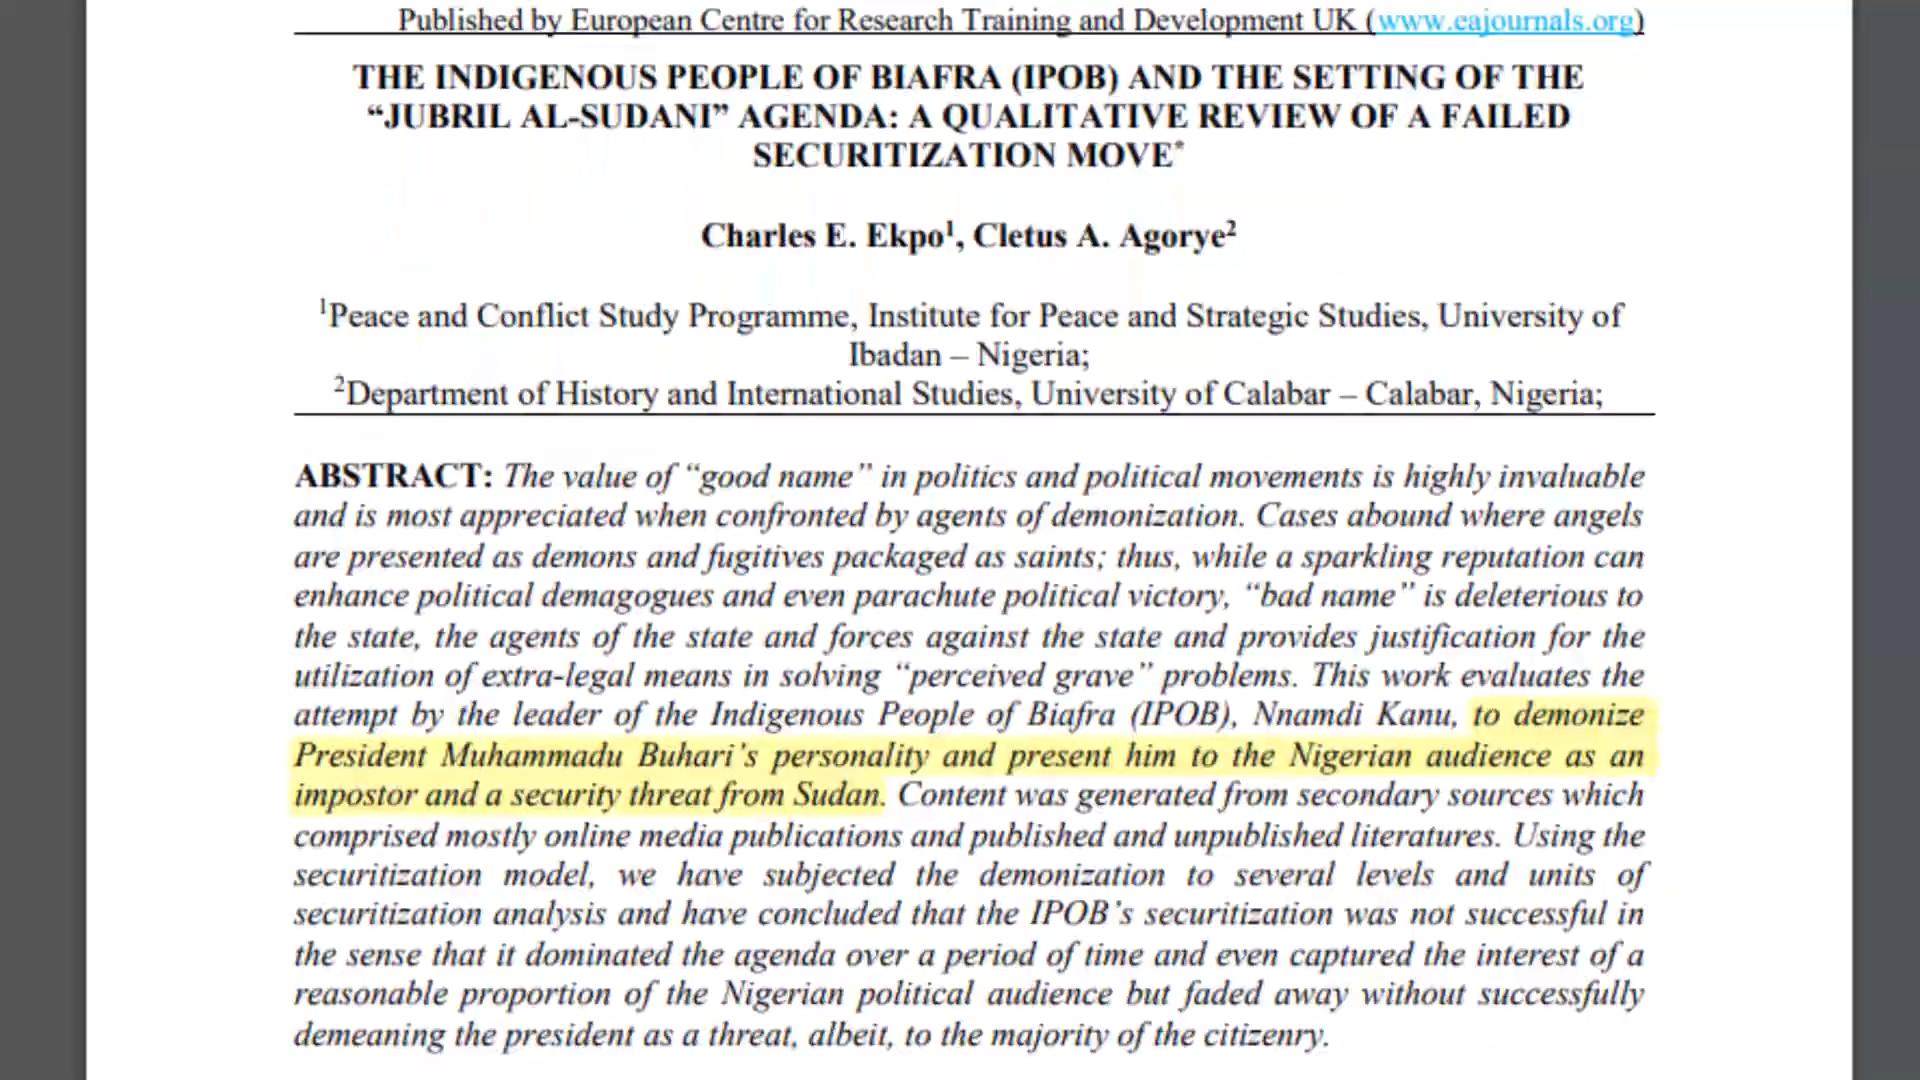 Published by European Centre for Research Training and Development UK (www.eajournals.org)
THE INDIGENOUS PEOPLE OF BIAFRA (IPOB) AND THE SETTING OF THE
“JUBRIL AL-SUDANI” AGENDA: A QUALITATIVE REVIEW OF A FAILED
SECURITIZATION MOVE*
Charles E. Ekpo¹, Cletus A. Agorye²
¹Peace and Conflict Study Programme, Institute for Peace and Strategic Studies, University of
Ibadan – Nigeria;
²Department of History and International Studies, University of Calabar – Calabar, Nigeria;
ABSTRACT: The value of “good name” in politics and political movements is highly invaluable
and is most appreciated when confronted by agents of demonization. Cases abound where angels
are presented as demons and fugitives packaged as saints; thus, while a sparkling reputation can
enhance political demagogues and even parachute political victory, “bad name” is deleterious to
the state, the agents of the state and forces against the state and provides justification for the
utilization of extra-legal means in solving “perceived grave” problems. This work evaluates the
attempt by the leader of the Indigenous People of Biafra (IPOB), Nnamdi Kanu, to demonize
President Muhammadu Buhari’s personality and present him to the Nigerian audience as an
impostor and a security threat from Sudan. Content was generated from secondary sources which
comprised mostly online media publications and published and unpublished literatures. Using the
securitization model, we have subjected the demonization to several levels and units of
securitization analysis and have concluded that the IPOB’s securitization was not successful in
the sense that it dominated the agenda over a period of time and even captured the interest of a
reasonable proportion of the Nigerian political audience but faded away without successfully
demeaning the president as a threat, albeit, to the majority of the citizenry.